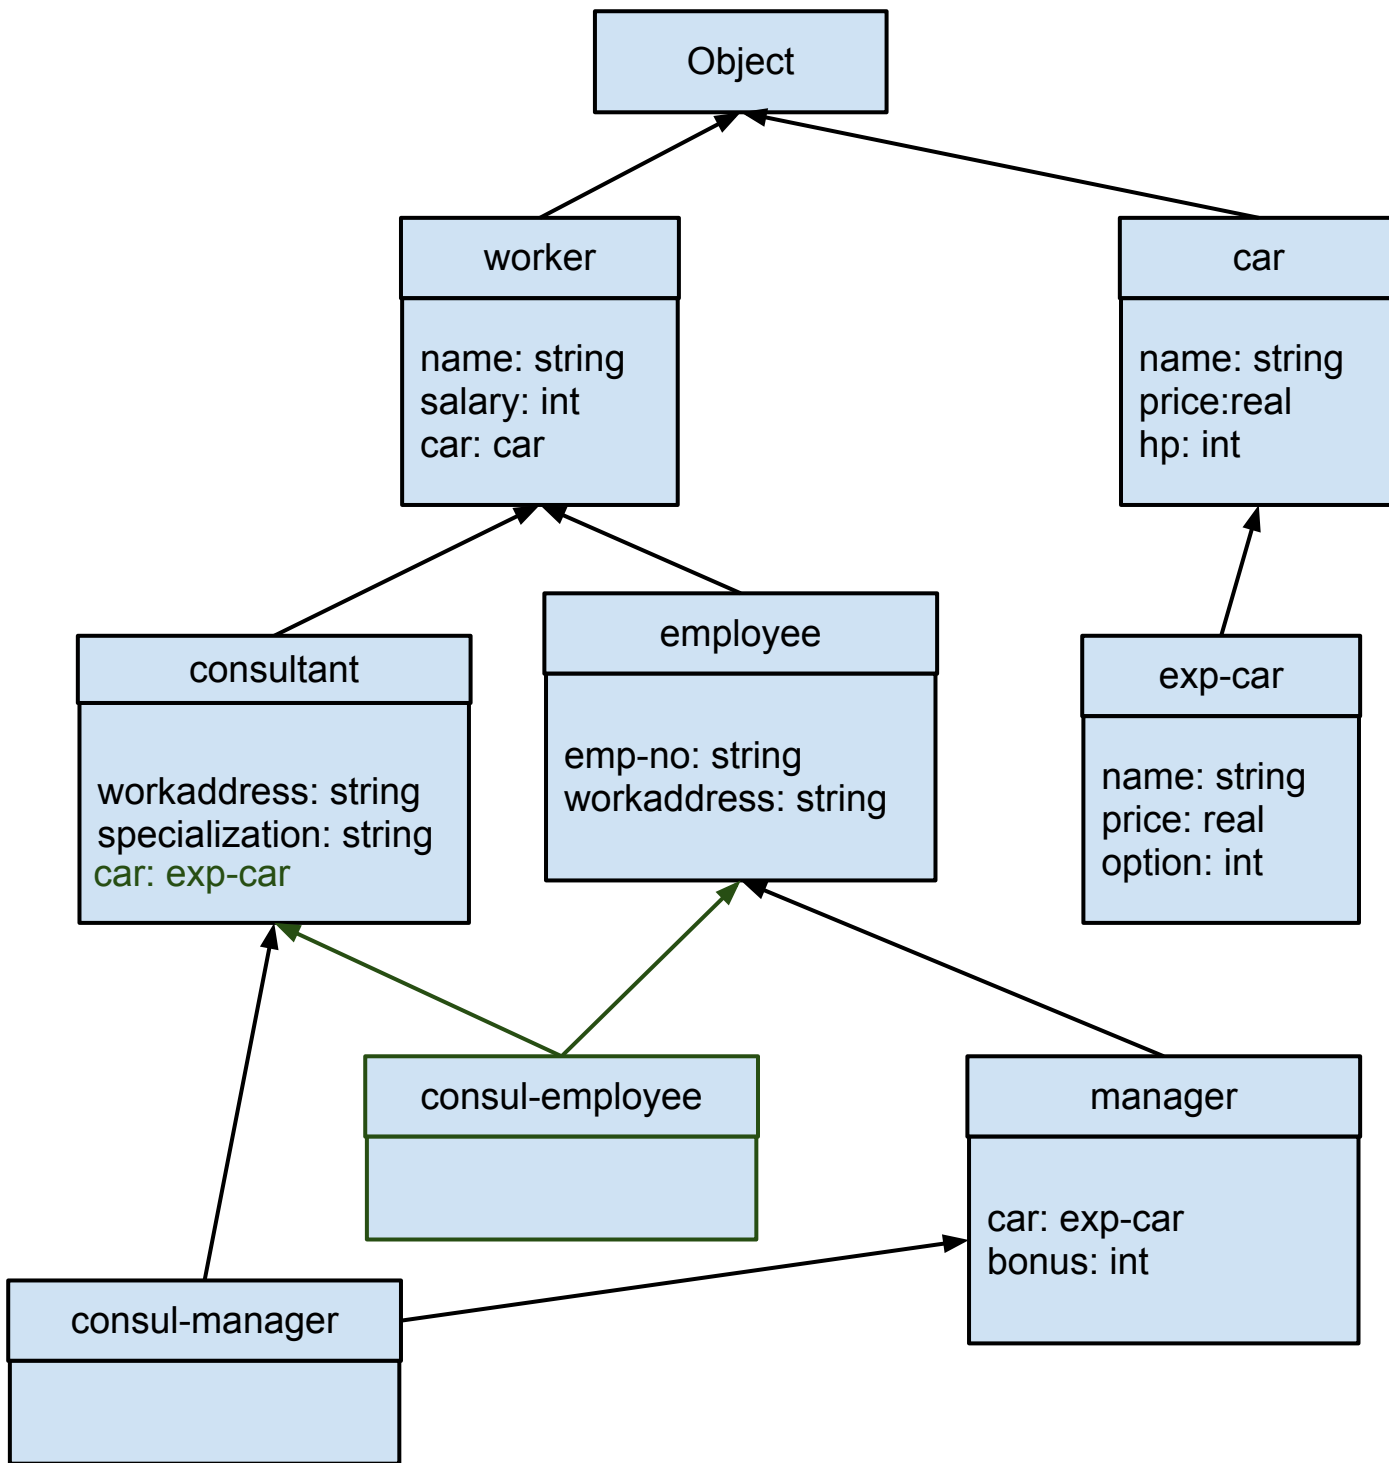 Object
worker
name: string
salary: int
car: car
car
name: string
price:real
hp: int
consultant
workaddress: string
specialization: string
car: exp-car
employee
emp-no: string
workaddress: string
exp-car
name: string
price: real
option: int
consul-employee
manager
car: exp-car
bonus: int
consul-manager